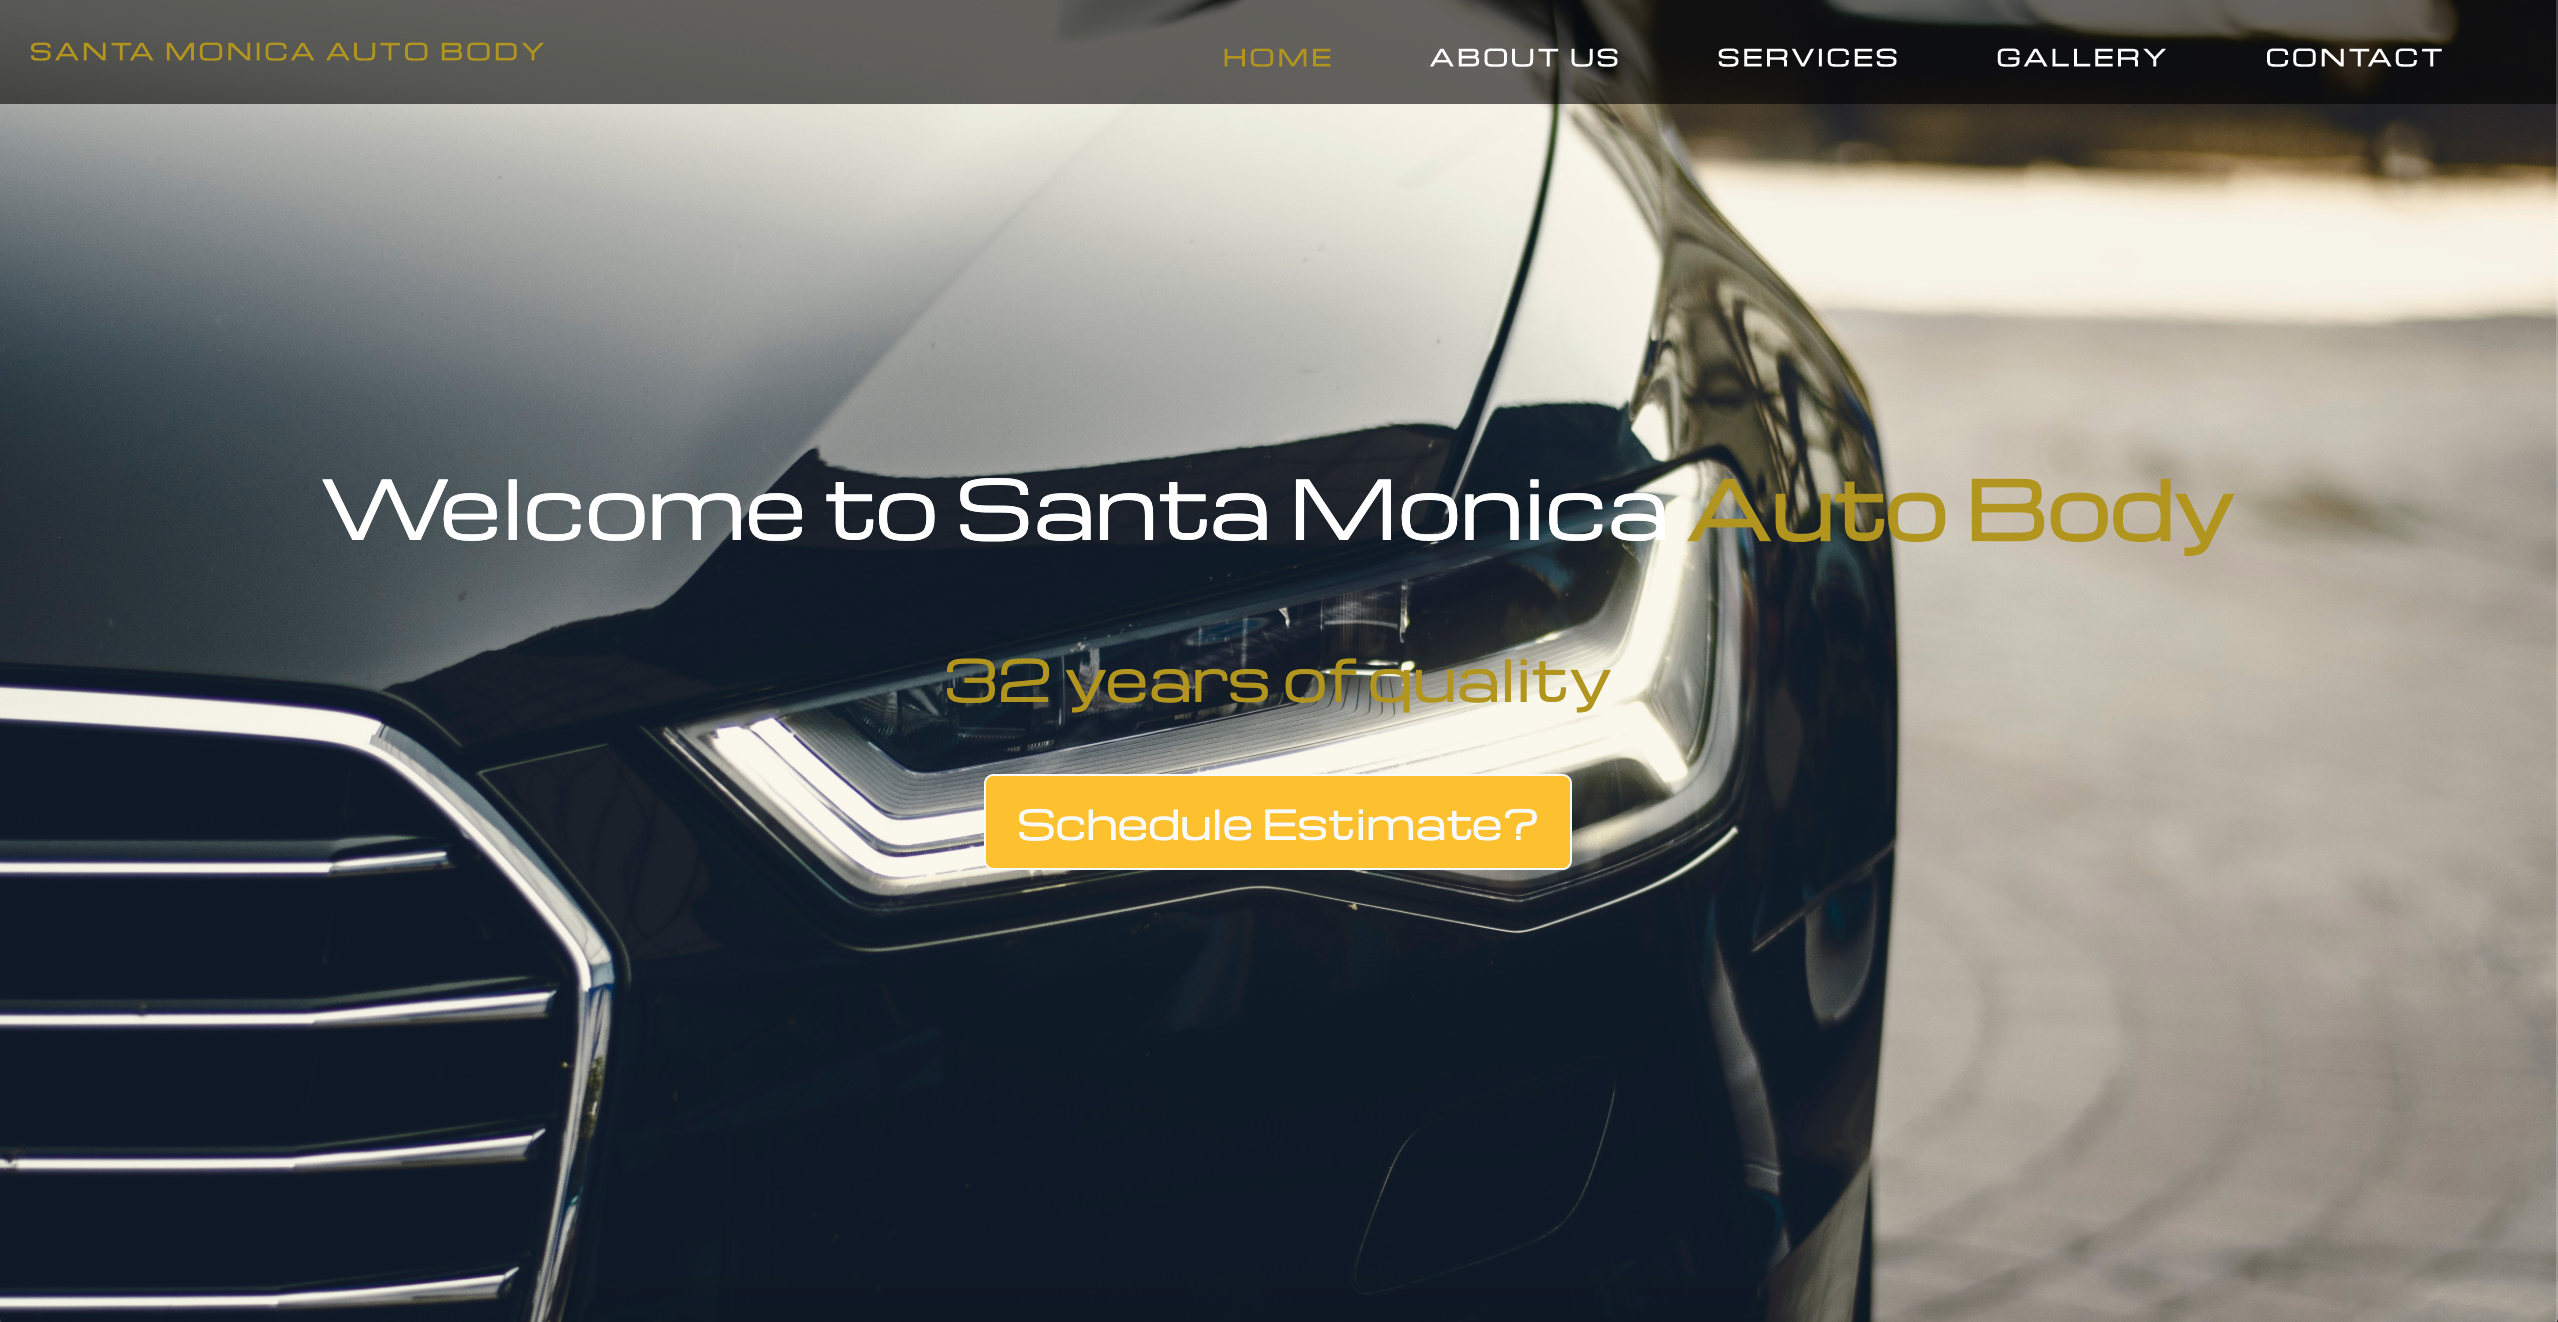 SANTA MONICA AUTO BODY
HOME ABOUT US SERVICES GALLERY CONTACT
Welcome to Santa Monica Auto Body
32 years of quality
Schedule Estimate?